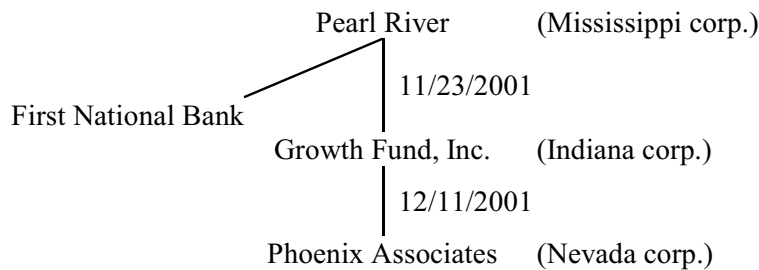 Pearl River (Mississippi corp.)
11/23/2001
First National Bank
Growth Fund, Inc. (Indiana corp.)
12/11/2001
Phoenix Associates (Nevada corp.)